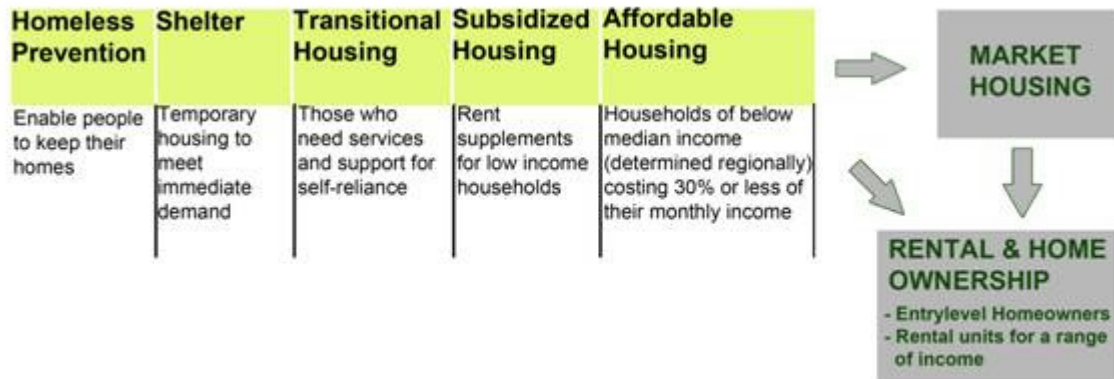 Homeless
Prevention
Shelter
Transitional
Housing
Subsidized
Housing
Affordable
Housing
Enable people
to keep their
homes
Temporary
housing to
meet
immediate
demand
Those who
need services
and support for
self-reliance
Rent
supplements
for low income
households
Households of below
median income
(determined regionally)
costing 30% or less of
their monthly income
MARKET
HOUSING
RENTAL & HOME
OWNERSHIP
- Entrylevel Homeowners
- Rental units for a range
of income